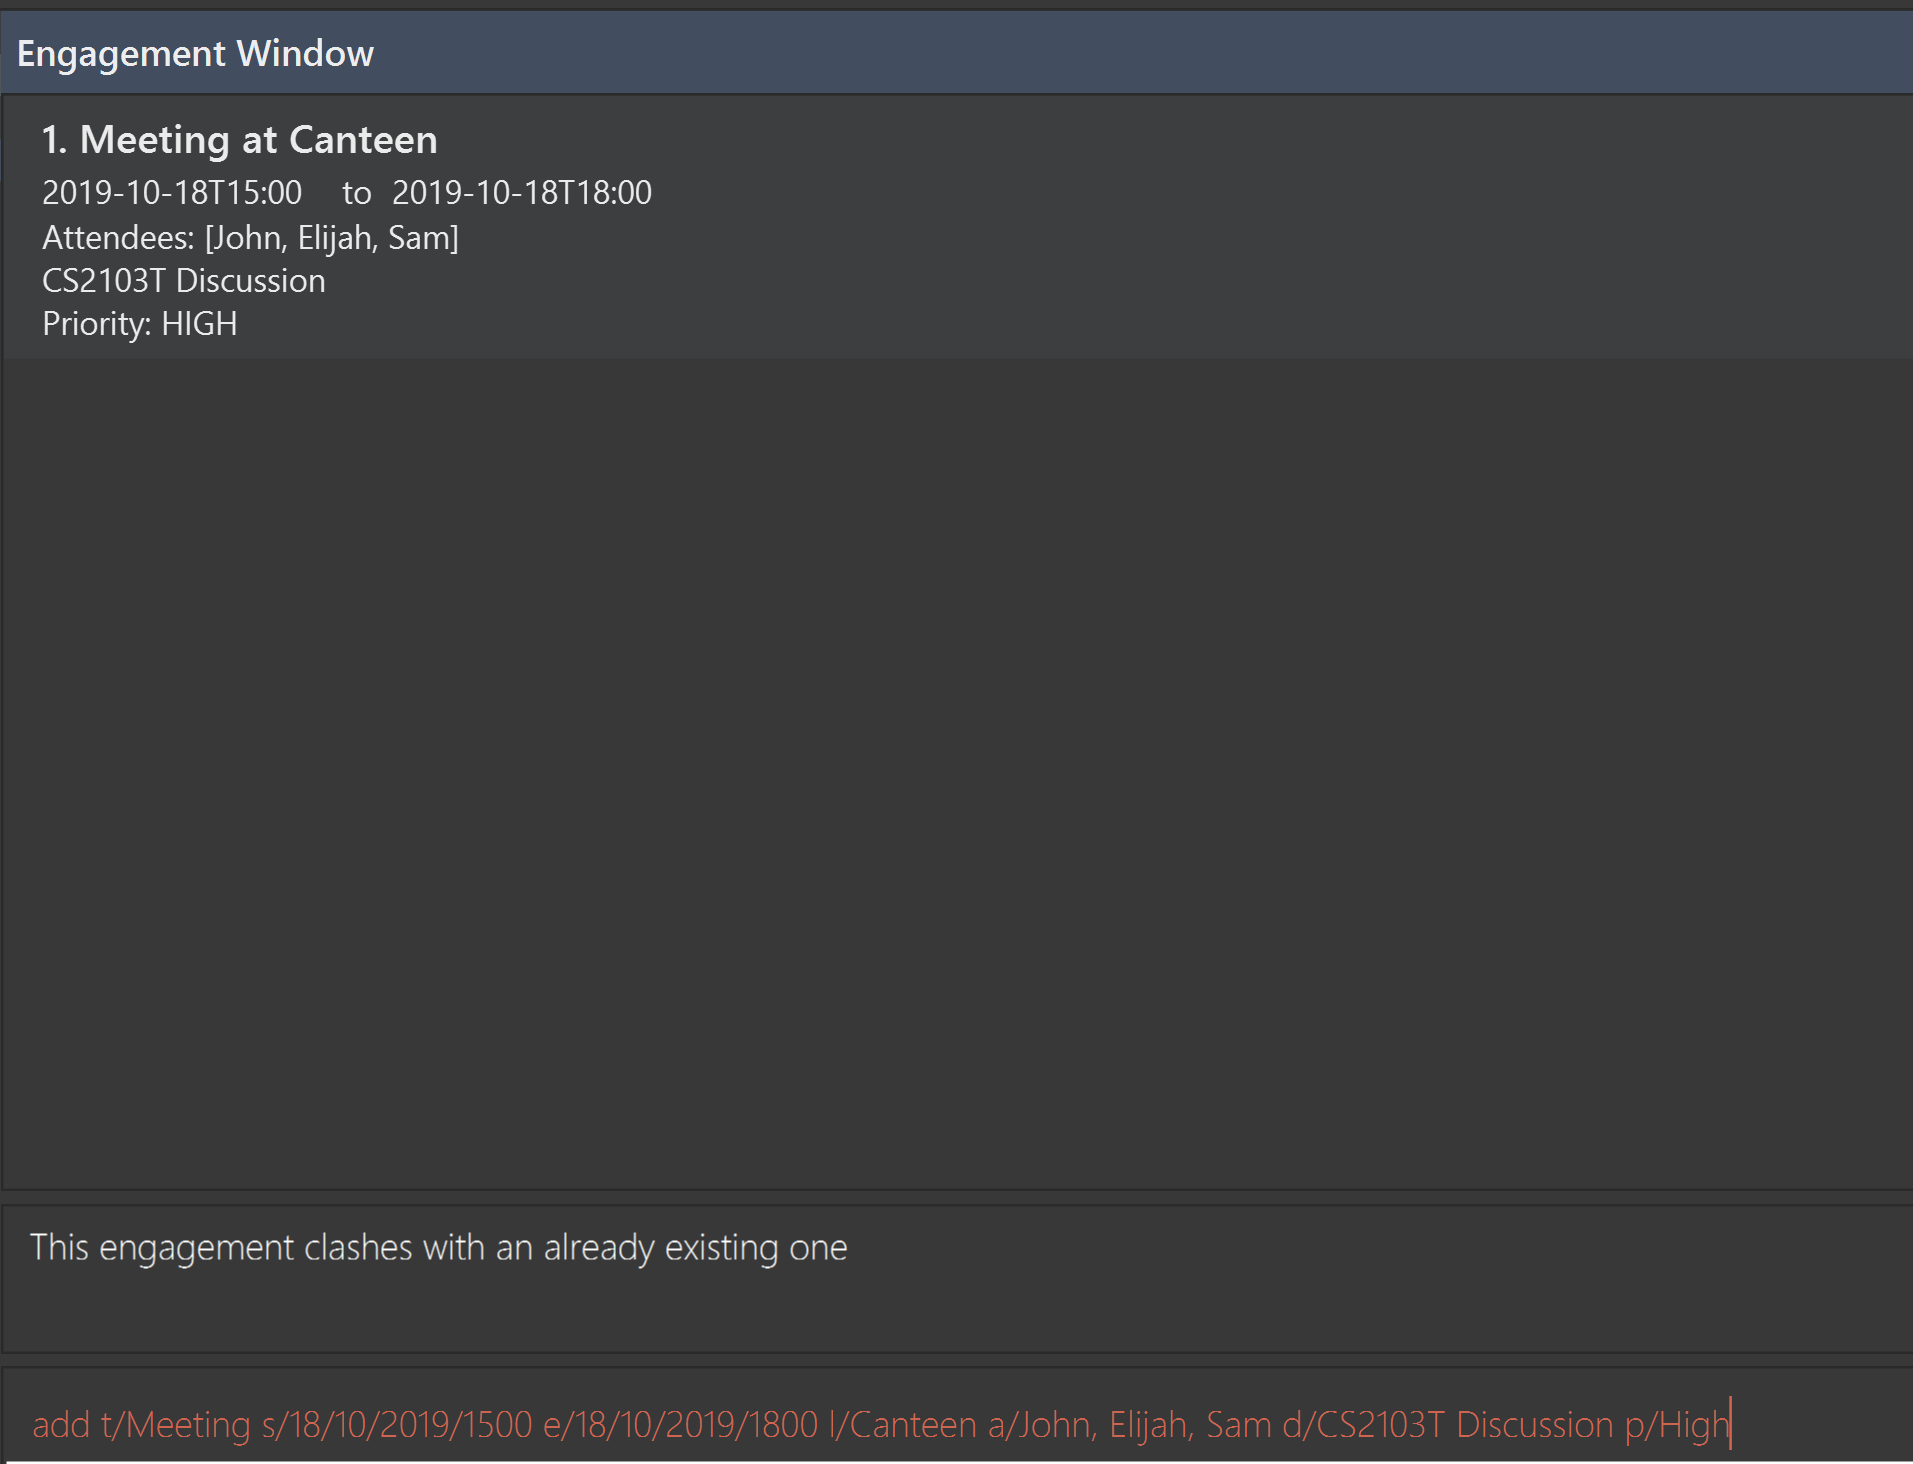 Engagement Window
1. Meeting at Canteen
2019-10-18T15:00 to 2019-10-18T18:00
Attendees: [John, Elijah, Sam]
CS2103T Discussion
Priority: HIGH
This engagement clashes with an already existing one
add t/Meeting s/18/10/2019/1500 e/18/10/2019/1800 l/Canteen a/John, Elijah, Sam d/CS2103T Discussion p/High